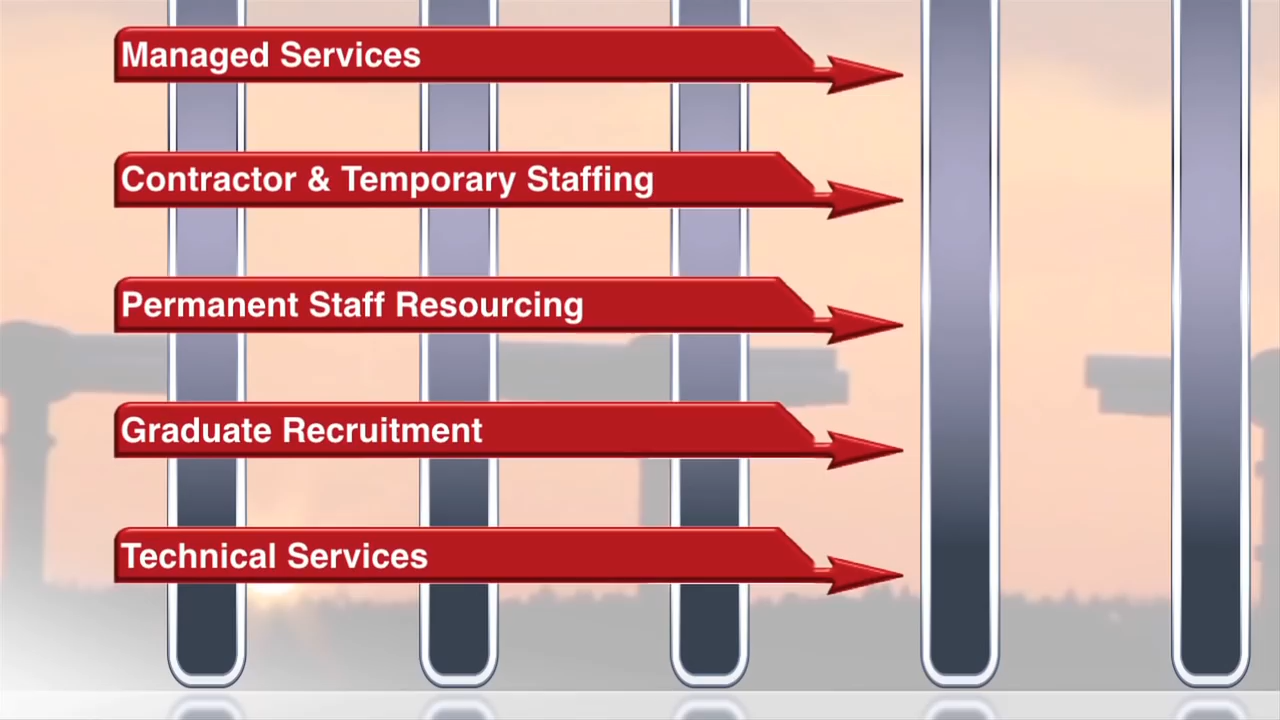 Managed Services
Contractor & Temporary Staffing
Permanent Staff Resourcing
Graduate Recruitment
Technical Services